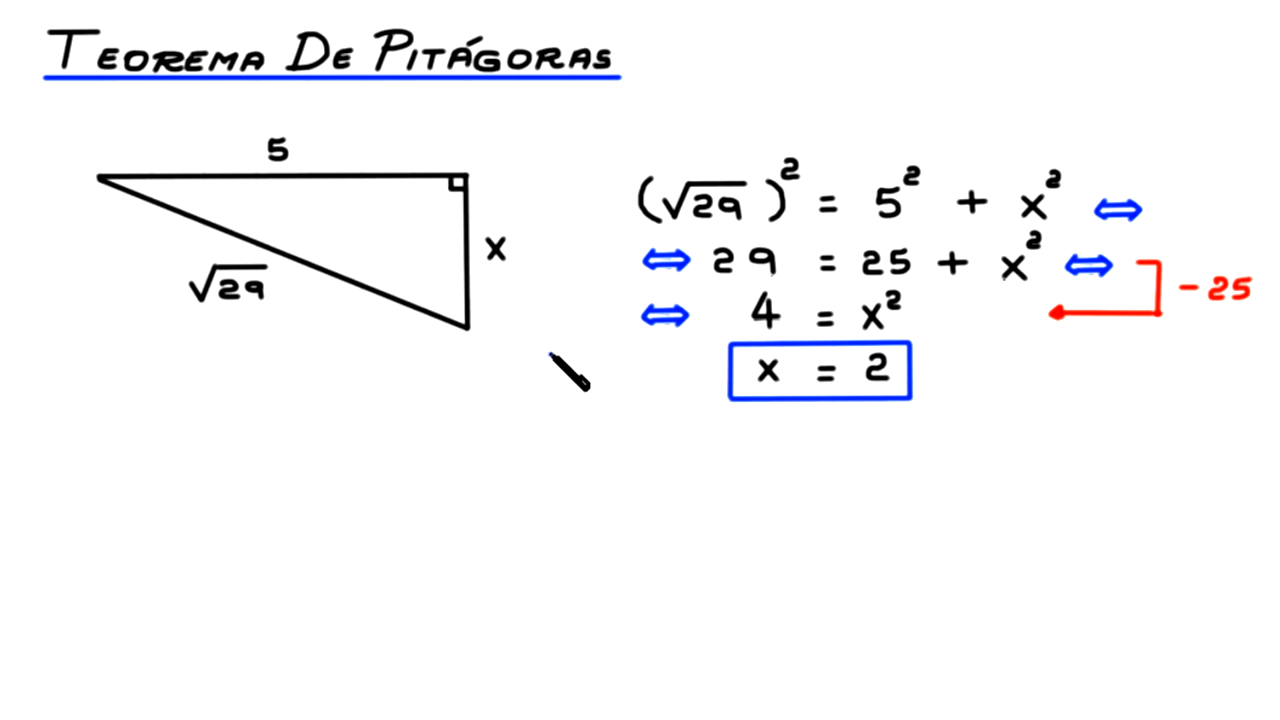 TEOREMA DE PITÁGORAS
5
x
√29
(√29)² = 5² + x² ⇔
⇔ 29 = 25 + x² ⇔
- 25
⇔ 4 = x²
x = 2